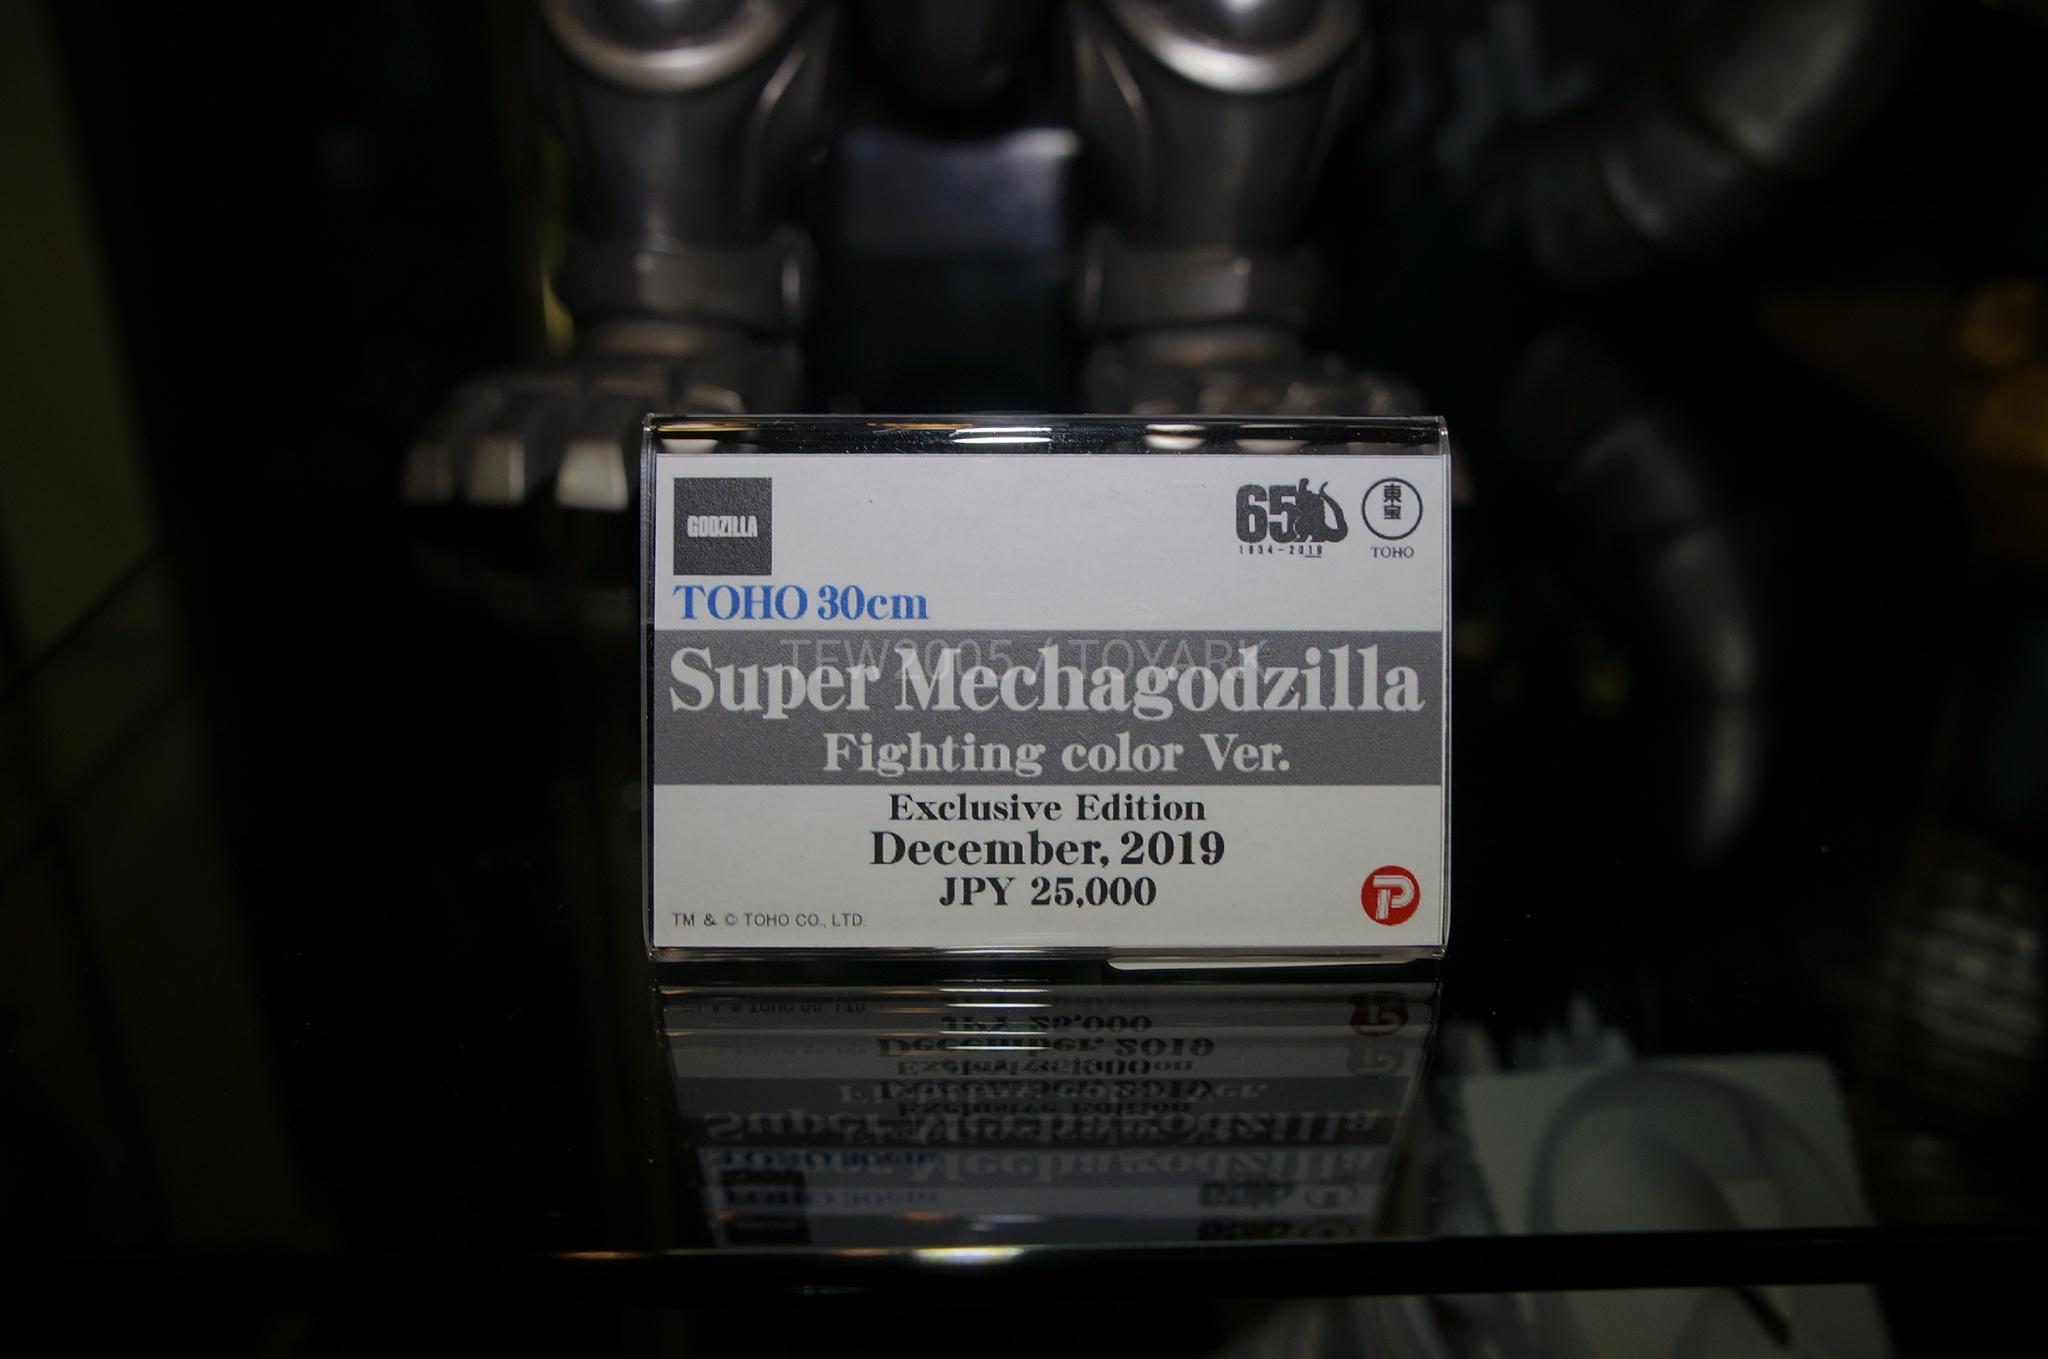 GODZILLA
65
1954-2019
東宝
TOHO
TOHO 30cm
TFW2005 / TOYARK
Super Mechagodzilla
Fighting color Ver.
Exclusive Edition
December, 2019
JPY 25,000
TM & © TOHO CO., LTD.
P